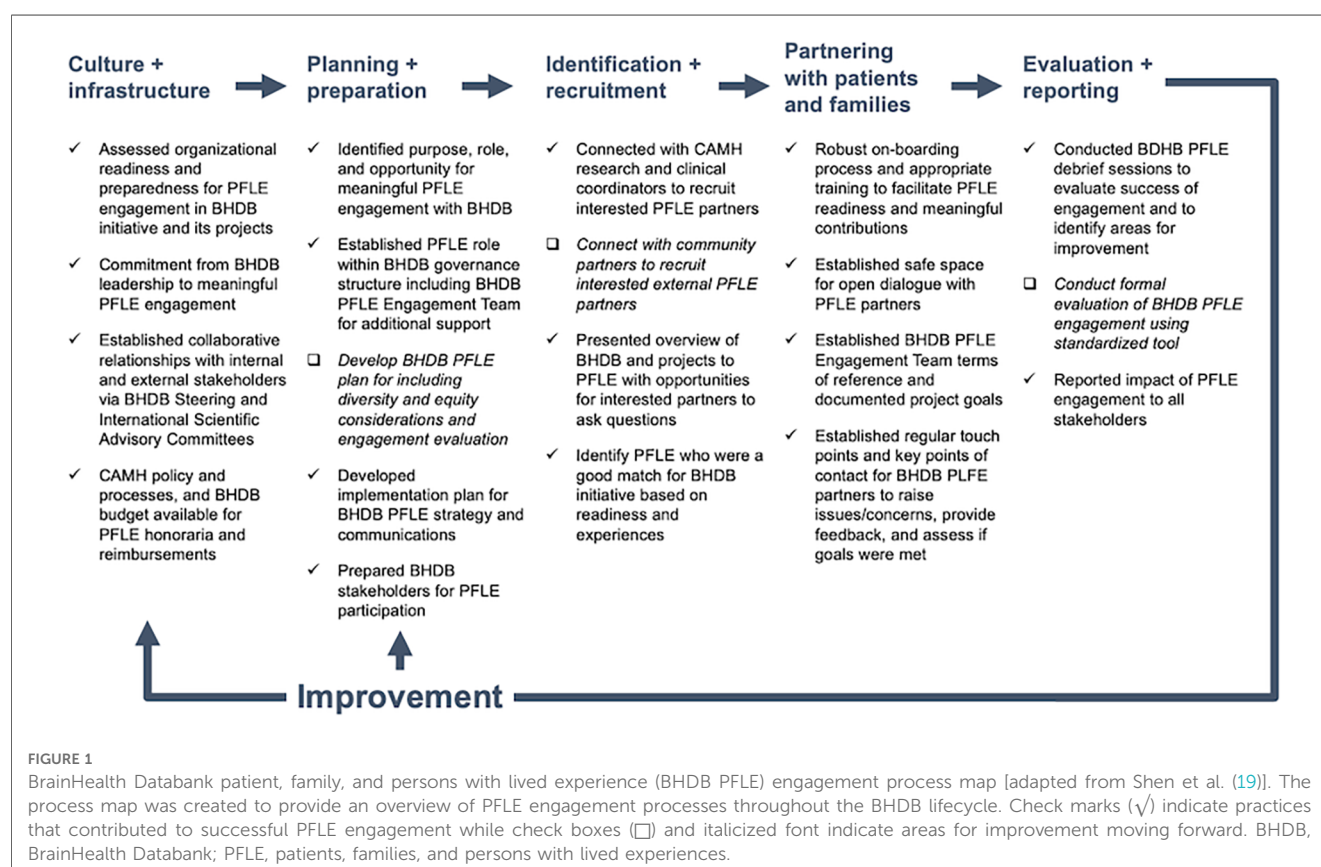 Culture +
infrastructure
Planning +
preparation
Identification +
recruitment
Partnering
with patients
and families
Evaluation +
reporting
✓ Assessed organizational
readiness and
preparedness for PFLE
engagement in BHDB
initiative and its projects
✓ Commitment from BHDB
leadership to meaningful
PFLE engagement
✓ Established collaborative
relationships with internal
and external stakeholders
via BHDB Steering and
International Scientific
Advisory Committees
✓ CAMH policy and
processes, and BHDB
budget available for
PFLE honoraria and
reimbursements
✓ Identified purpose, role,
and opportunity for
meaningful PFLE
engagement with BHDB
✓ Established PFLE role
within BHDB governance
structure including BHDB
PFLE Engagement Team
for additional support
❑ Develop BHDB PFLE
plan for including
diversity and equity
considerations and
engagement evaluation
✓ Developed
implementation plan for
BHDB PFLE strategy and
communications
✓ Prepared BHDB
stakeholders for PFLE
participation
✓ Connected with CAMH
research and clinical
coordinators to recruit
interested PFLE partners
❑ Connect with community
partners to recruit
interested external PFLE
partners
✓ Presented overview of
BHDB and projects to
PFLE with opportunities
for interested partners to
ask questions
✓ Identify PFLE who were a
good match for BHDB
initiative based on
readiness and
experiences
✓ Robust on-boarding
process and appropriate
training to facilitate PFLE
readiness and meaningful
contributions
✓ Established safe space
for open dialogue with
PFLE partners
✓ Established BHDB PFLE
Engagement Team terms
of reference and
documented project goals
✓ Established regular touch
points and key points of
contact for BHDB PLFE
partners to raise
issues/concerns, provide
feedback, and assess if
goals were met
✓ Conducted BDHB PFLE
debrief sessions to
evaluate success of
engagement and to
identify areas for
improvement
❑ Conduct formal
evaluation of BHDB PFLE
engagement using
standardized tool
✓ Reported impact of PFLE
engagement to all
stakeholders
Improvement
FIGURE 1
BrainHealth Databank patient, family, and persons with lived experience (BHDB PFLE) engagement process map [adapted from Shen et al. (19)]. The
process map was created to provide an overview of PFLE engagement processes throughout the BHDB lifecycle. Check marks (√) indicate practices
that contributed to successful PFLE engagement while check boxes (□) and italicized font indicate areas for improvement moving forward. BHDB,
BrainHealth Databank; PFLE, patients, families, and persons with lived experiences.